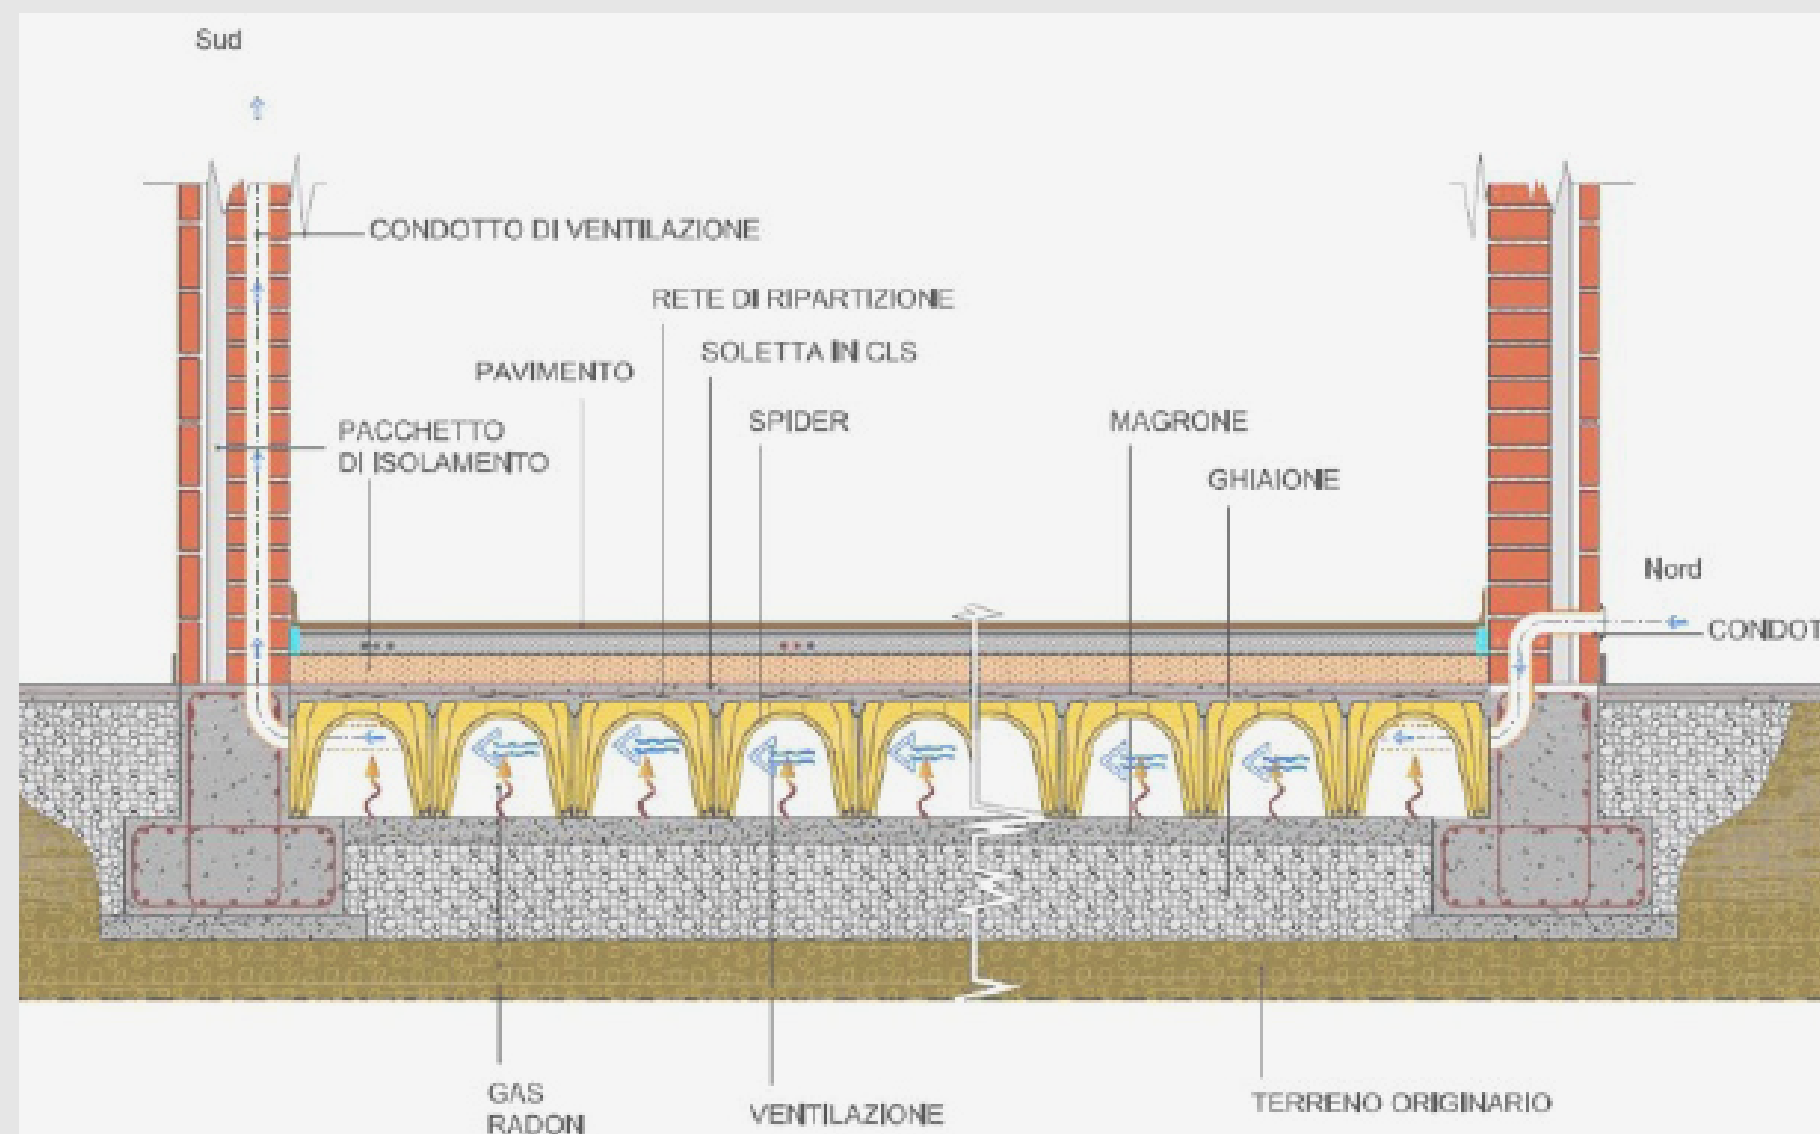 Sud
CONDOTTO DI VENTILAZIONE
RETE DI RIPARTIZIONE
SOLETTA IN CLS
PAVIMENTO
SPIDER
MAGRONE
PACCHETTO
DI ISOLAMENTO
GHIAIONE
Nord
CONDOT
GAS
RADON
VENTILAZIONE
TERRENO ORIGINARIO